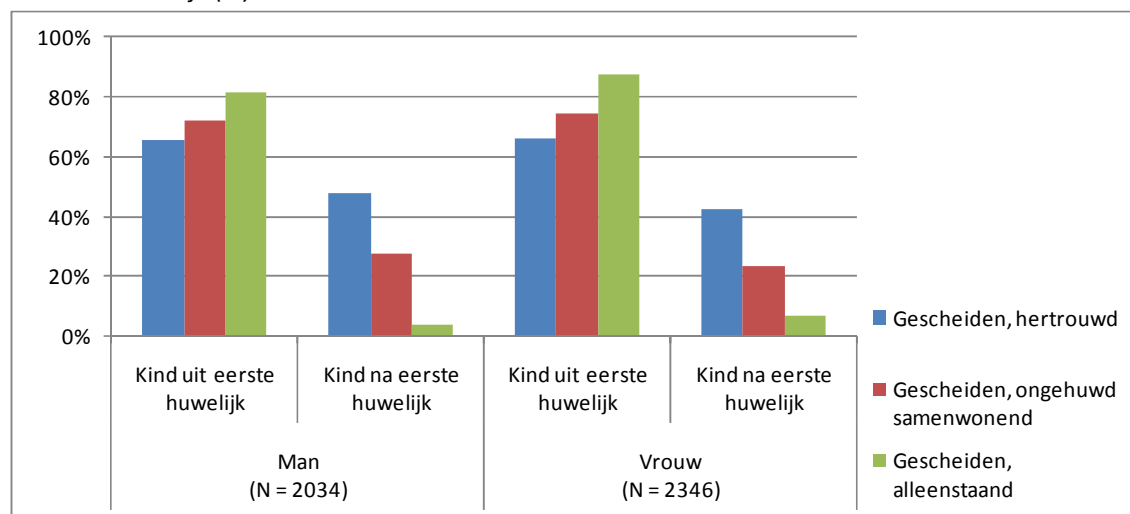 100%
80%
60%
40%
20%
0%
Kind uit eerste
huwelijk
Kind na eerste
huwelijk
Kind uit eerste
huwelijk
Kind na eerste
huwelijk
Man
(N = 2034)
Vrouw
(N = 2346)
Gescheiden, hertrouwd
Gescheiden, ongehuwd
samenwonend
Gescheiden,
alleenstaand